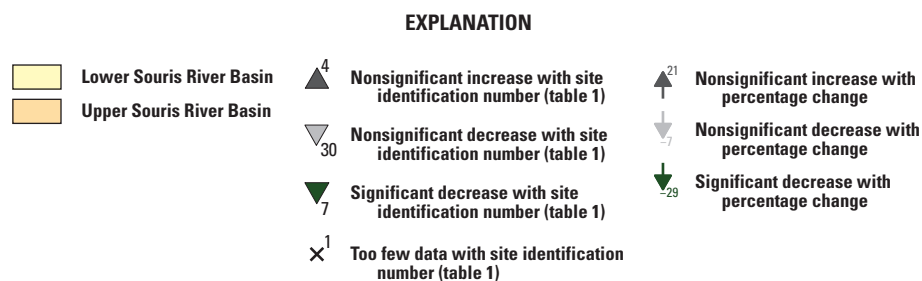 EXPLANATION
Lower Souris River Basin
Upper Souris River Basin
4
Nonsignificant increase with site
identification number (table 1)
30
Nonsignificant decrease with site
identification number (table 1)
7
Significant decrease with site
identification number (table 1)
1
Too few data with site identification
number (table 1)
21
Nonsignificant increase with
percentage change
−7
Nonsignificant decrease with
percentage change
−29
Significant decrease with
percentage change